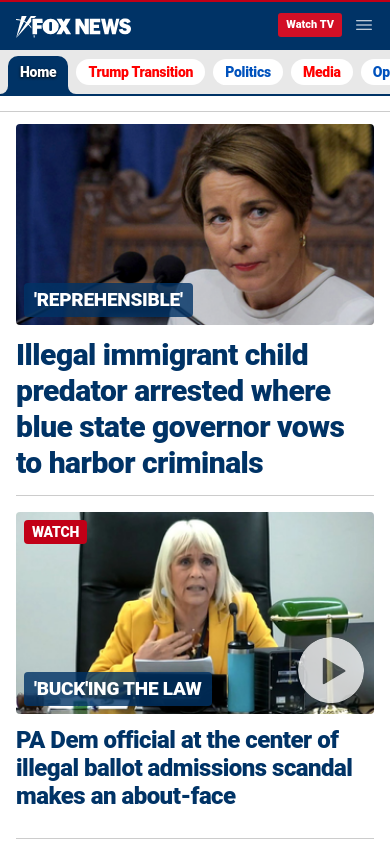 FOX NEWS
Watch TV
Home
Trump Transition
Politics
Media
Op
'REPREHENSIBLE'
Illegal immigrant child
predator arrested where
blue state governor vows
to harbor criminals
WATCH
'BUCK'ING THE LAW
PA Dem official at the center of
illegal ballot admissions scandal
makes an about-face